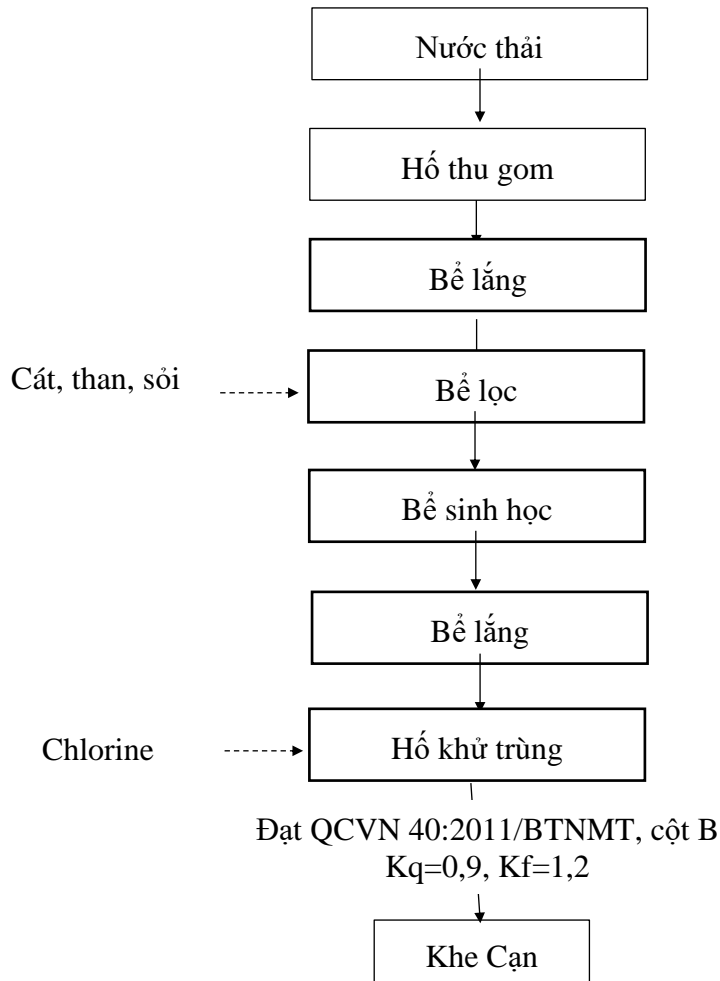 Nước thải
Hố thu gom
Bể lắng
Cát, than, sỏi
Bể lọc
Bể sinh học
Bể lắng
Chlorine
Hố khử trùng
Đạt QCVN 40:2011/BTNMT, cột B
Kq=0,9, Kf=1,2
Khe Cạn